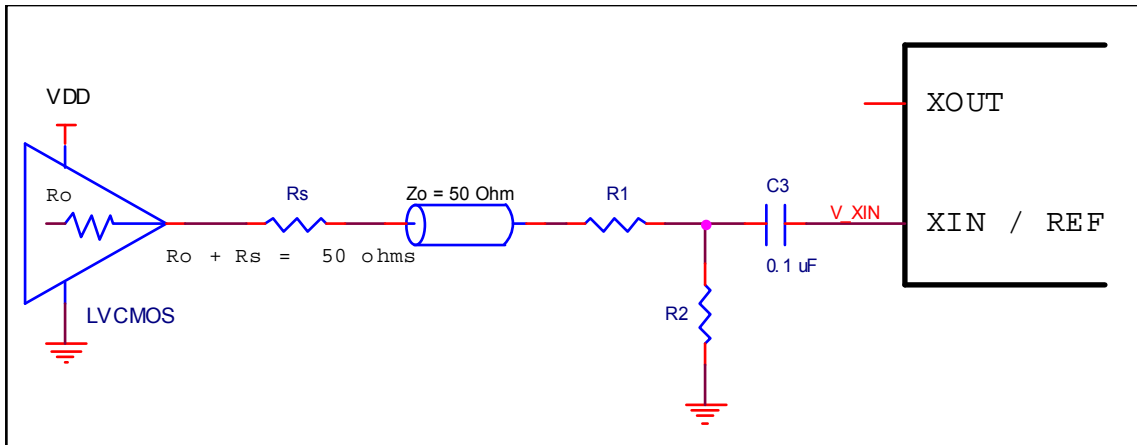 VDD
Ro
Rs
Zo = 50 Ohm
R1
C3
V_XIN
XOUT
XIN / REF
Ro + Rs = 50 ohms
0.1 uF
LVCMOS
R2